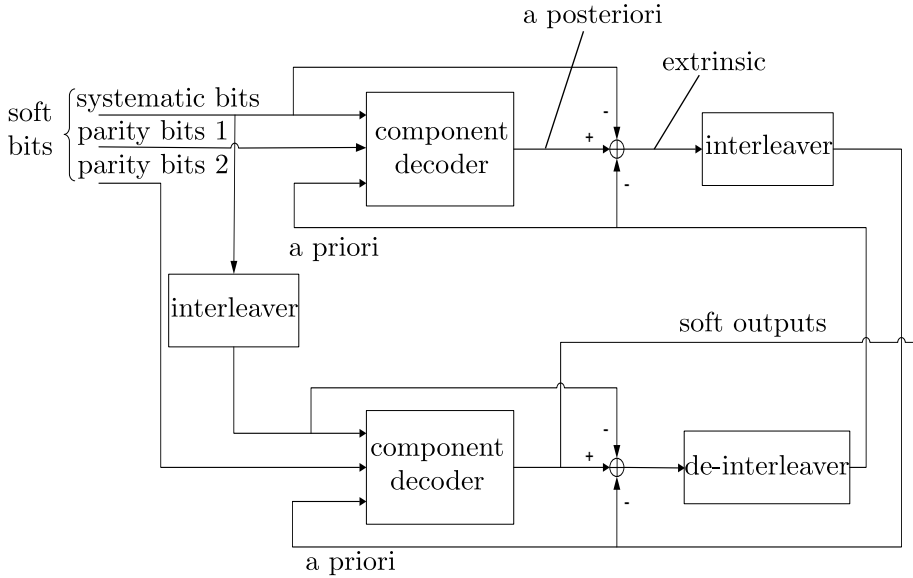 a posteriori
extrinsic
soft
bits
systematic bits
parity bits 1
parity bits 2
component
decoder
-
+
-
interleaver
a priori
interleaver
soft outputs
component
decoder
-
+
-
de-interleaver
a priori